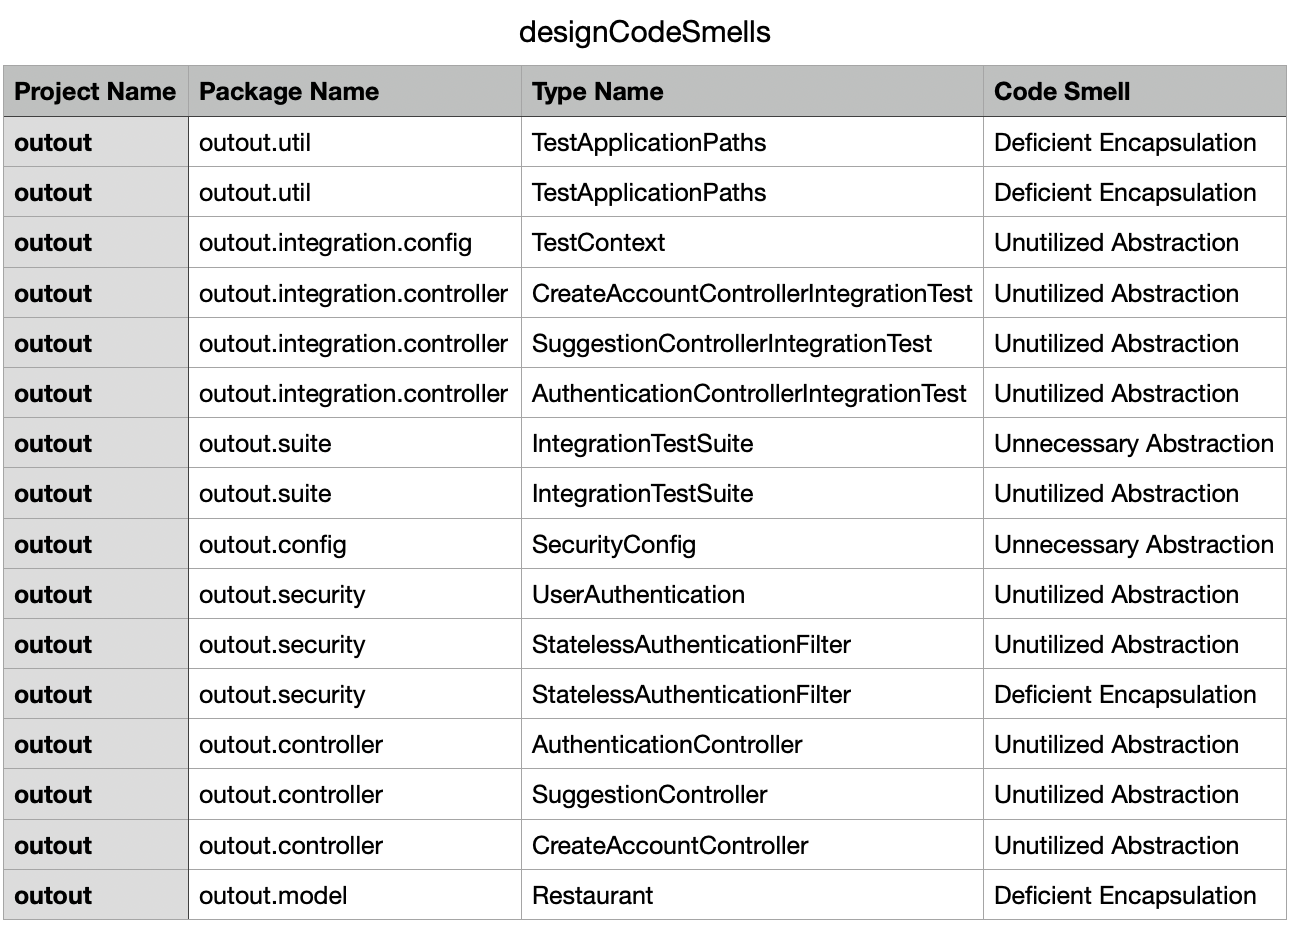 designCodeSmells
Project Name Package Name Type Name Code Smell
outout outout.util TestApplicationPaths Deficient Encapsulation
outout outout.util TestApplicationPaths Deficient Encapsulation
outout outout.integration.config TestContext Unutilized Abstraction
outout outout.integration.controller CreateAccountControllerIntegrationTest Unutilized Abstraction
outout outout.integration.controller SuggestionControllerIntegrationTest Unutilized Abstraction
outout outout.integration.controller AuthenticationControllerIntegrationTest Unutilized Abstraction
outout outout.suite IntegrationTestSuite Unnecessary Abstraction
outout outout.suite IntegrationTestSuite Unutilized Abstraction
outout outout.config SecurityConfig Unnecessary Abstraction
outout outout.security UserAuthentication Unutilized Abstraction
outout outout.security StatelessAuthenticationFilter Unutilized Abstraction
outout outout.security StatelessAuthenticationFilter Deficient Encapsulation
outout outout.controller AuthenticationController Unutilized Abstraction
outout outout.controller SuggestionController Unutilized Abstraction
outout outout.controller CreateAccountController Unutilized Abstraction
outout outout.model Restaurant Deficient Encapsulation